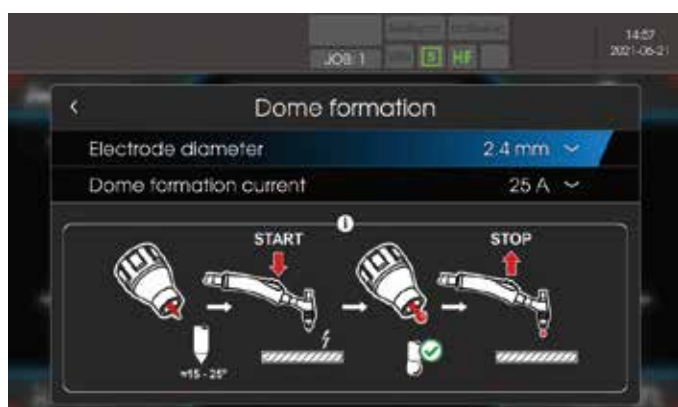 14:57
JOB: 1
S
HF
2021-06-21
<
Dome formation
Electrode diameter
2.4 mm
Dome formation current
25 A
i
START
STOP
≈15 - 25°